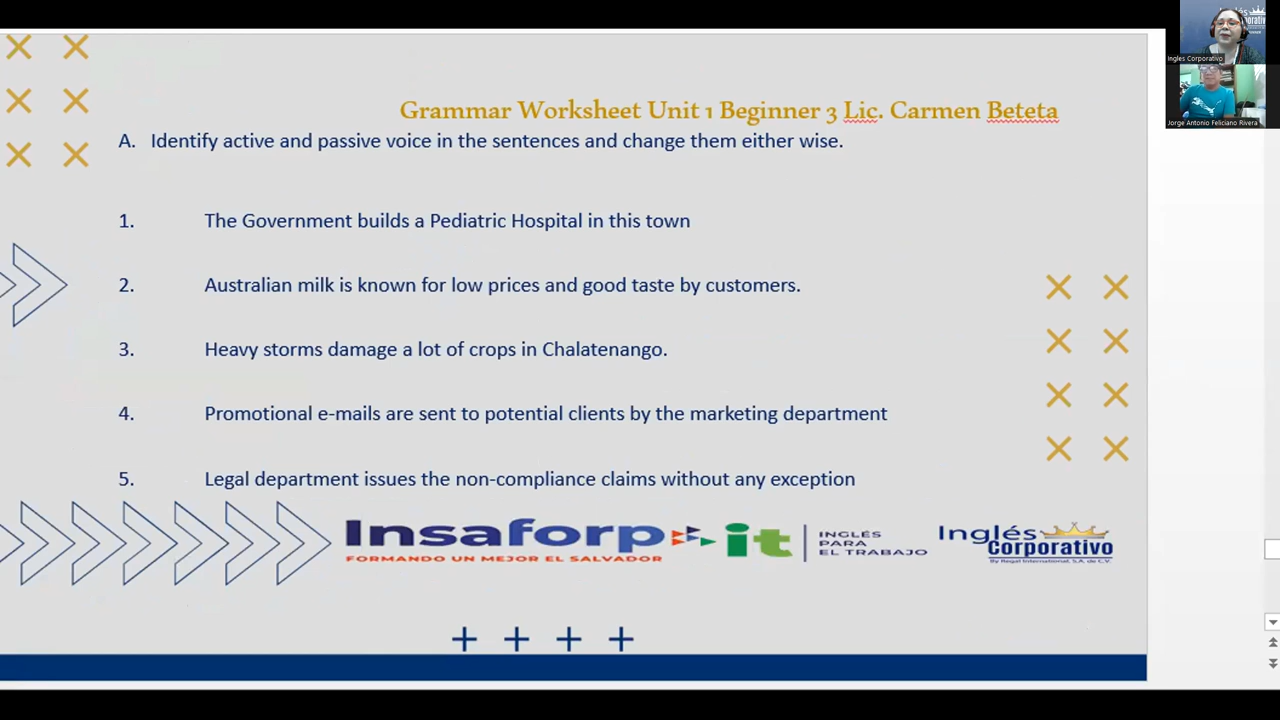 Grammar Worksheet Unit 1 Beginner 3 Lic. Carmen Beteta
A. Identify active and passive voice in the sentences and change them either wise.
1. The Government builds a Pediatric Hospital in this town
2. Australian milk is known for low prices and good taste by customers.
3. Heavy storms damage a lot of crops in Chalatenango.
4. Promotional e-mails are sent to potential clients by the marketing department
5. Legal department issues the non-compliance claims without any exception
Insaforp
FORMANDO UN MEJOR EL SALVADOR
it
INGLÉS
PARA
EL TRABAJO
Inglés
Corporativo
By Regal International, S.A. de C.V.
Ingles Corporativo
Jorge Antonio Feliciano Rivera